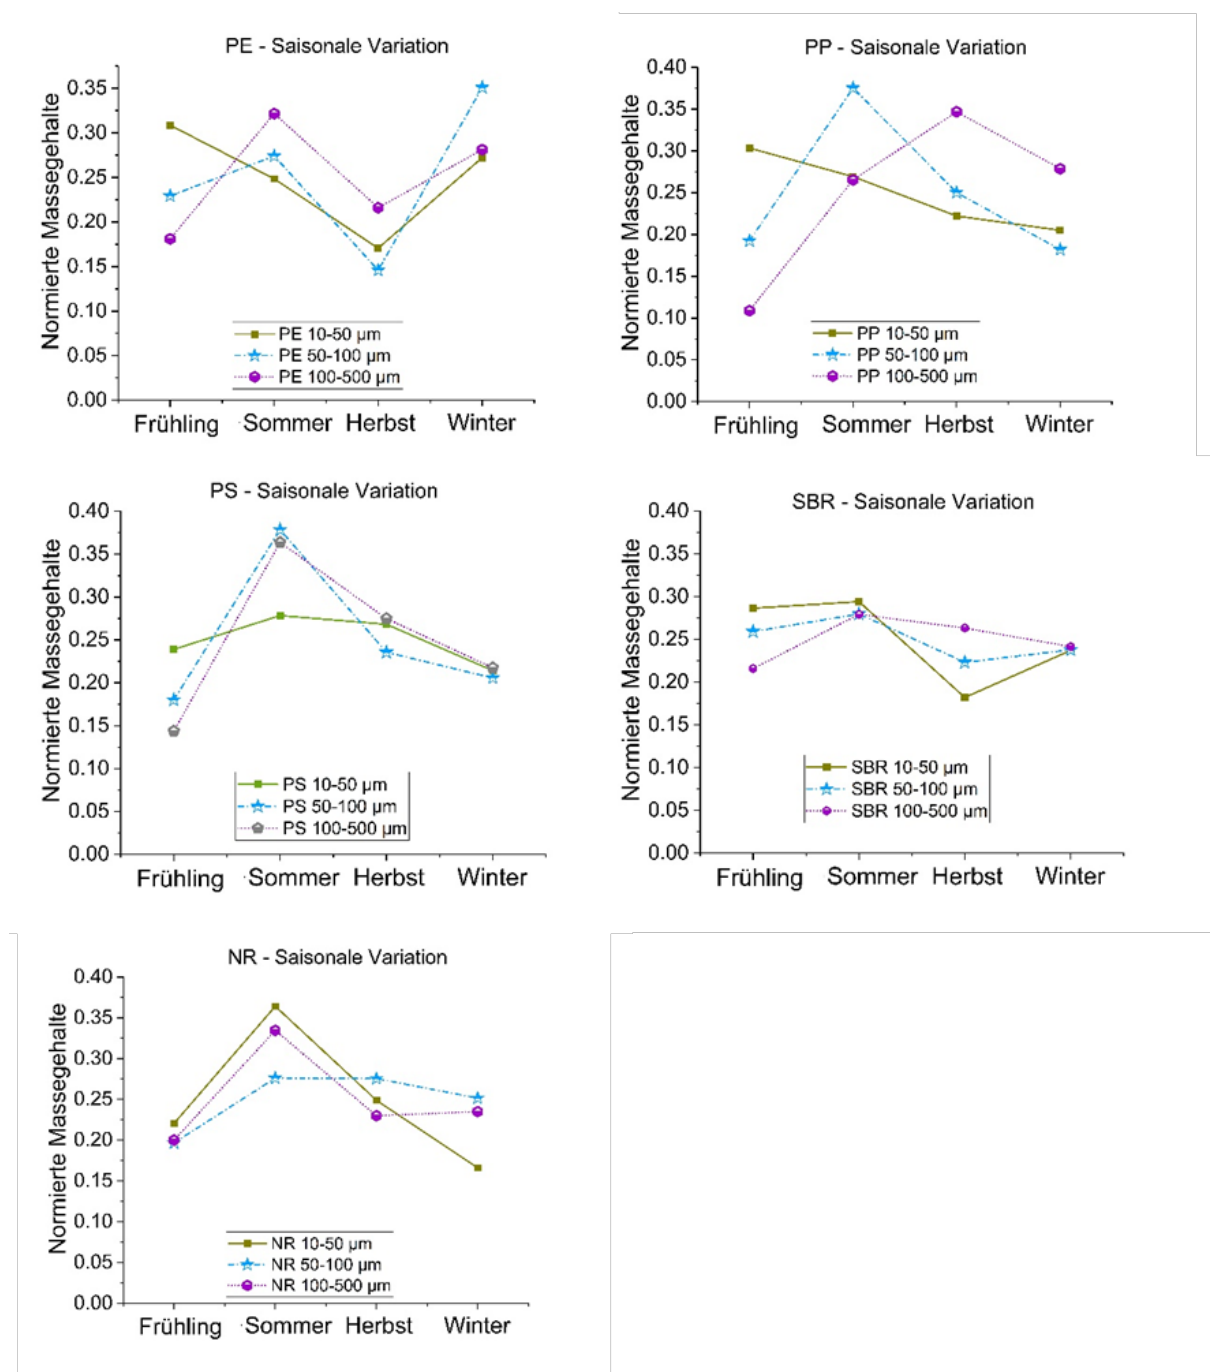 PE - Saisonale Variation
Normierte Massegehalte
0.35
0.30
0.25
0.20
0.15
0.10
0.05
0.00
PE 10-50 µm
PE 50-100 µm
PE 100-500 µm
Frühling Sommer Herbst Winter
PP - Saisonale Variation
Normierte Massegehalte
0.40
0.35
0.30
0.25
0.20
0.15
0.10
0.05
0.00
PP 10-50 µm
PP 50-100 µm
PP 100-500 µm
Frühling Sommer Herbst Winter
PS - Saisonale Variation
Normierte Massegehalte
0.40
0.35
0.30
0.25
0.20
0.15
0.10
0.05
0.00
PS 10-50 µm
PS 50-100 µm
PS 100-500 µm
Frühling Sommer Herbst Winter
SBR - Saisonale Variation
Normierte Massegehalte
0.40
0.35
0.30
0.25
0.20
0.15
0.10
0.05
0.00
SBR 10-50 µm
SBR 50-100 µm
SBR 100-500 µm
Frühling Sommer Herbst Winter
NR - Saisonale Variation
Normierte Massegehalte
0.40
0.35
0.30
0.25
0.20
0.15
0.10
0.05
0.00
NR 10-50 µm
NR 50-100 µm
NR 100-500 µm
Frühling Sommer Herbst Winter